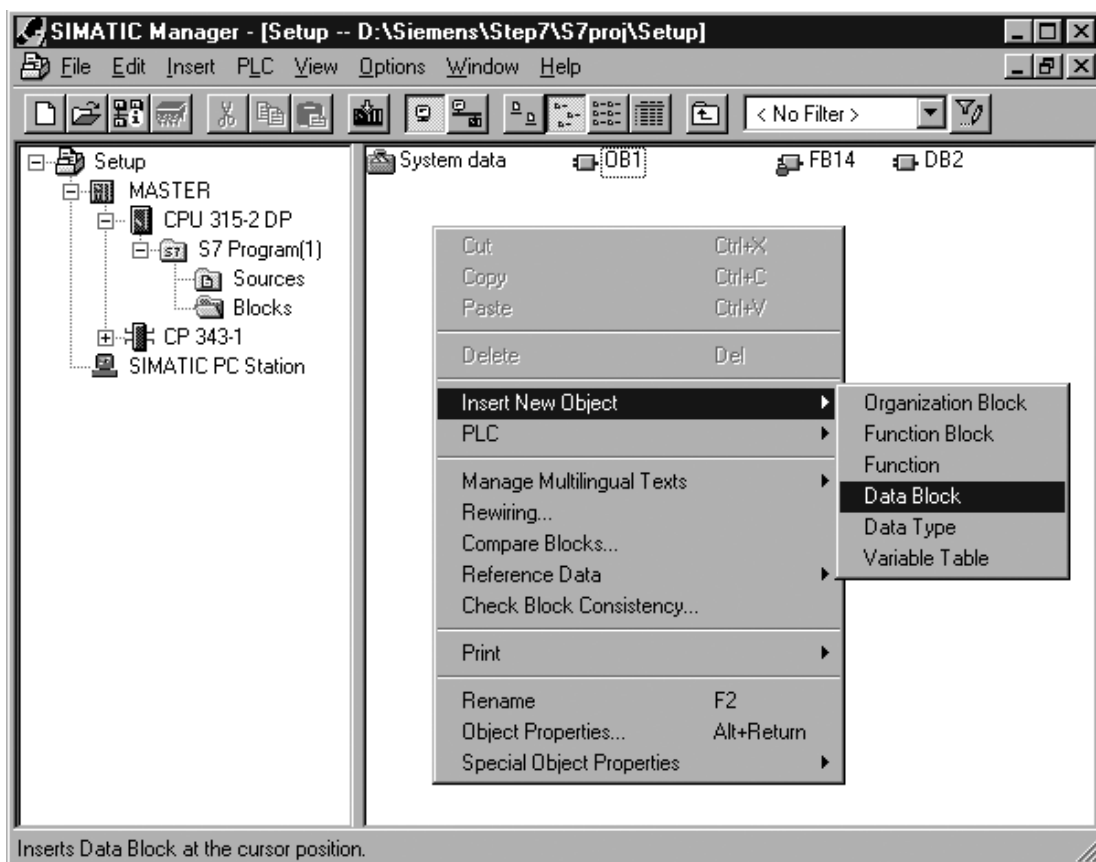 SIMATIC Manager - [Setup -- D:\Siemens\Step7\S7proj\Setup]
File Edit Insert PLC View Options Window Help
< No Filter >
Setup
MASTER
CPU 315-2 DP
S7 Program(1)
Sources
Blocks
CP 343-1
SIMATIC PC Station
System data OB1 FB14 DB2
Cut Ctrl+X
Copy Ctrl+C
Paste Ctrl+V
Delete Del
Insert New Object
PLC
Manage Multilingual Texts
Rewiring...
Compare Blocks...
Reference Data
Check Block Consistency...
Print
Rename F2
Object Properties... Alt+Return
Special Object Properties
Organization Block
Function Block
Function
Data Block
Data Type
Variable Table
Inserts Data Block at the cursor position.